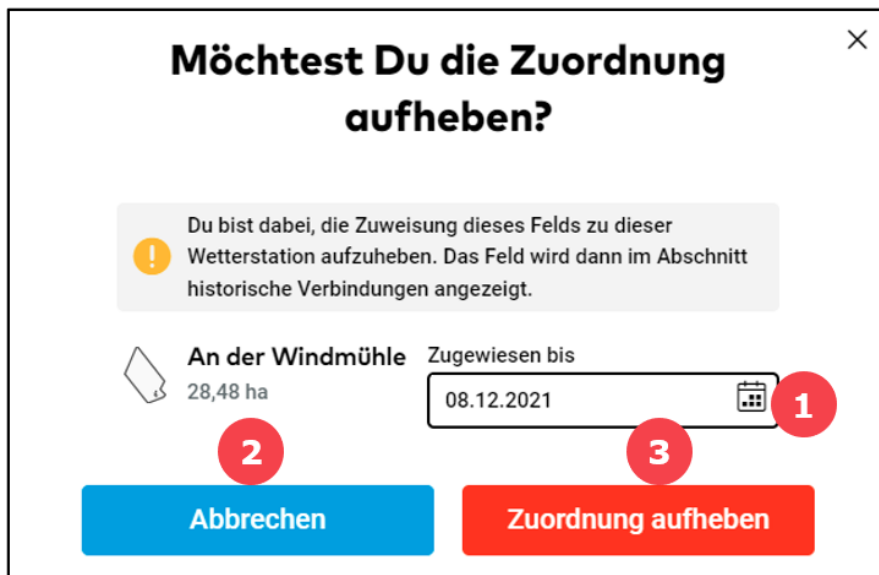 Möchtest Du die Zuordnung
aufheben?
Du bist dabei, die Zuweisung dieses Felds zu dieser
Wetterstation aufzuheben. Das Feld wird dann im Abschnitt
historische Verbindungen angezeigt.
An der Windmühle
28,48 ha
Zugewiesen bis
08.12.2021
1
2
3
Abbrechen
Zuordnung aufheben